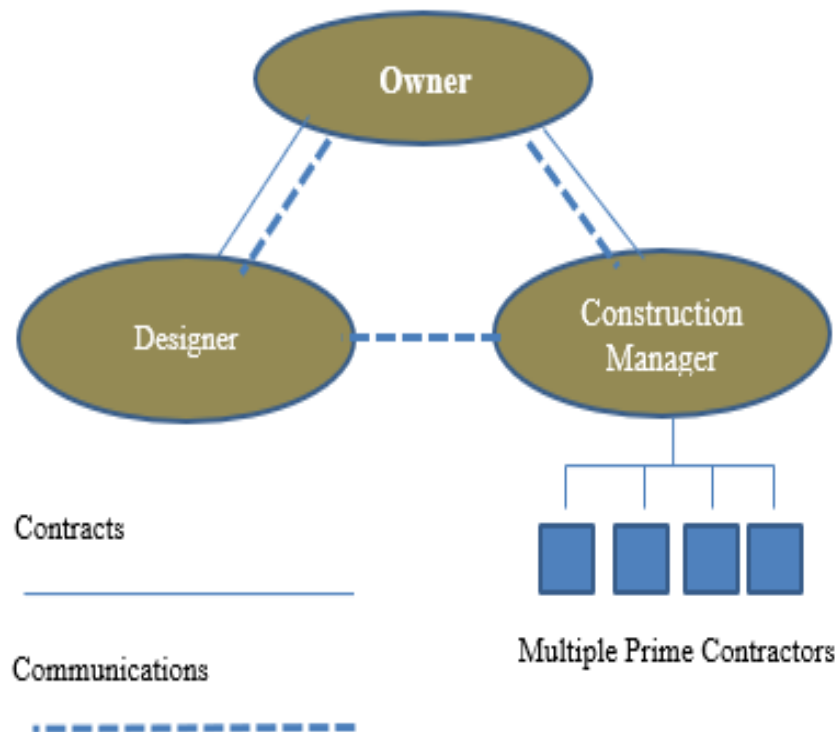 Owner
Designer
Construction
Manager
Contracts
Communications
Multiple Prime Contractors